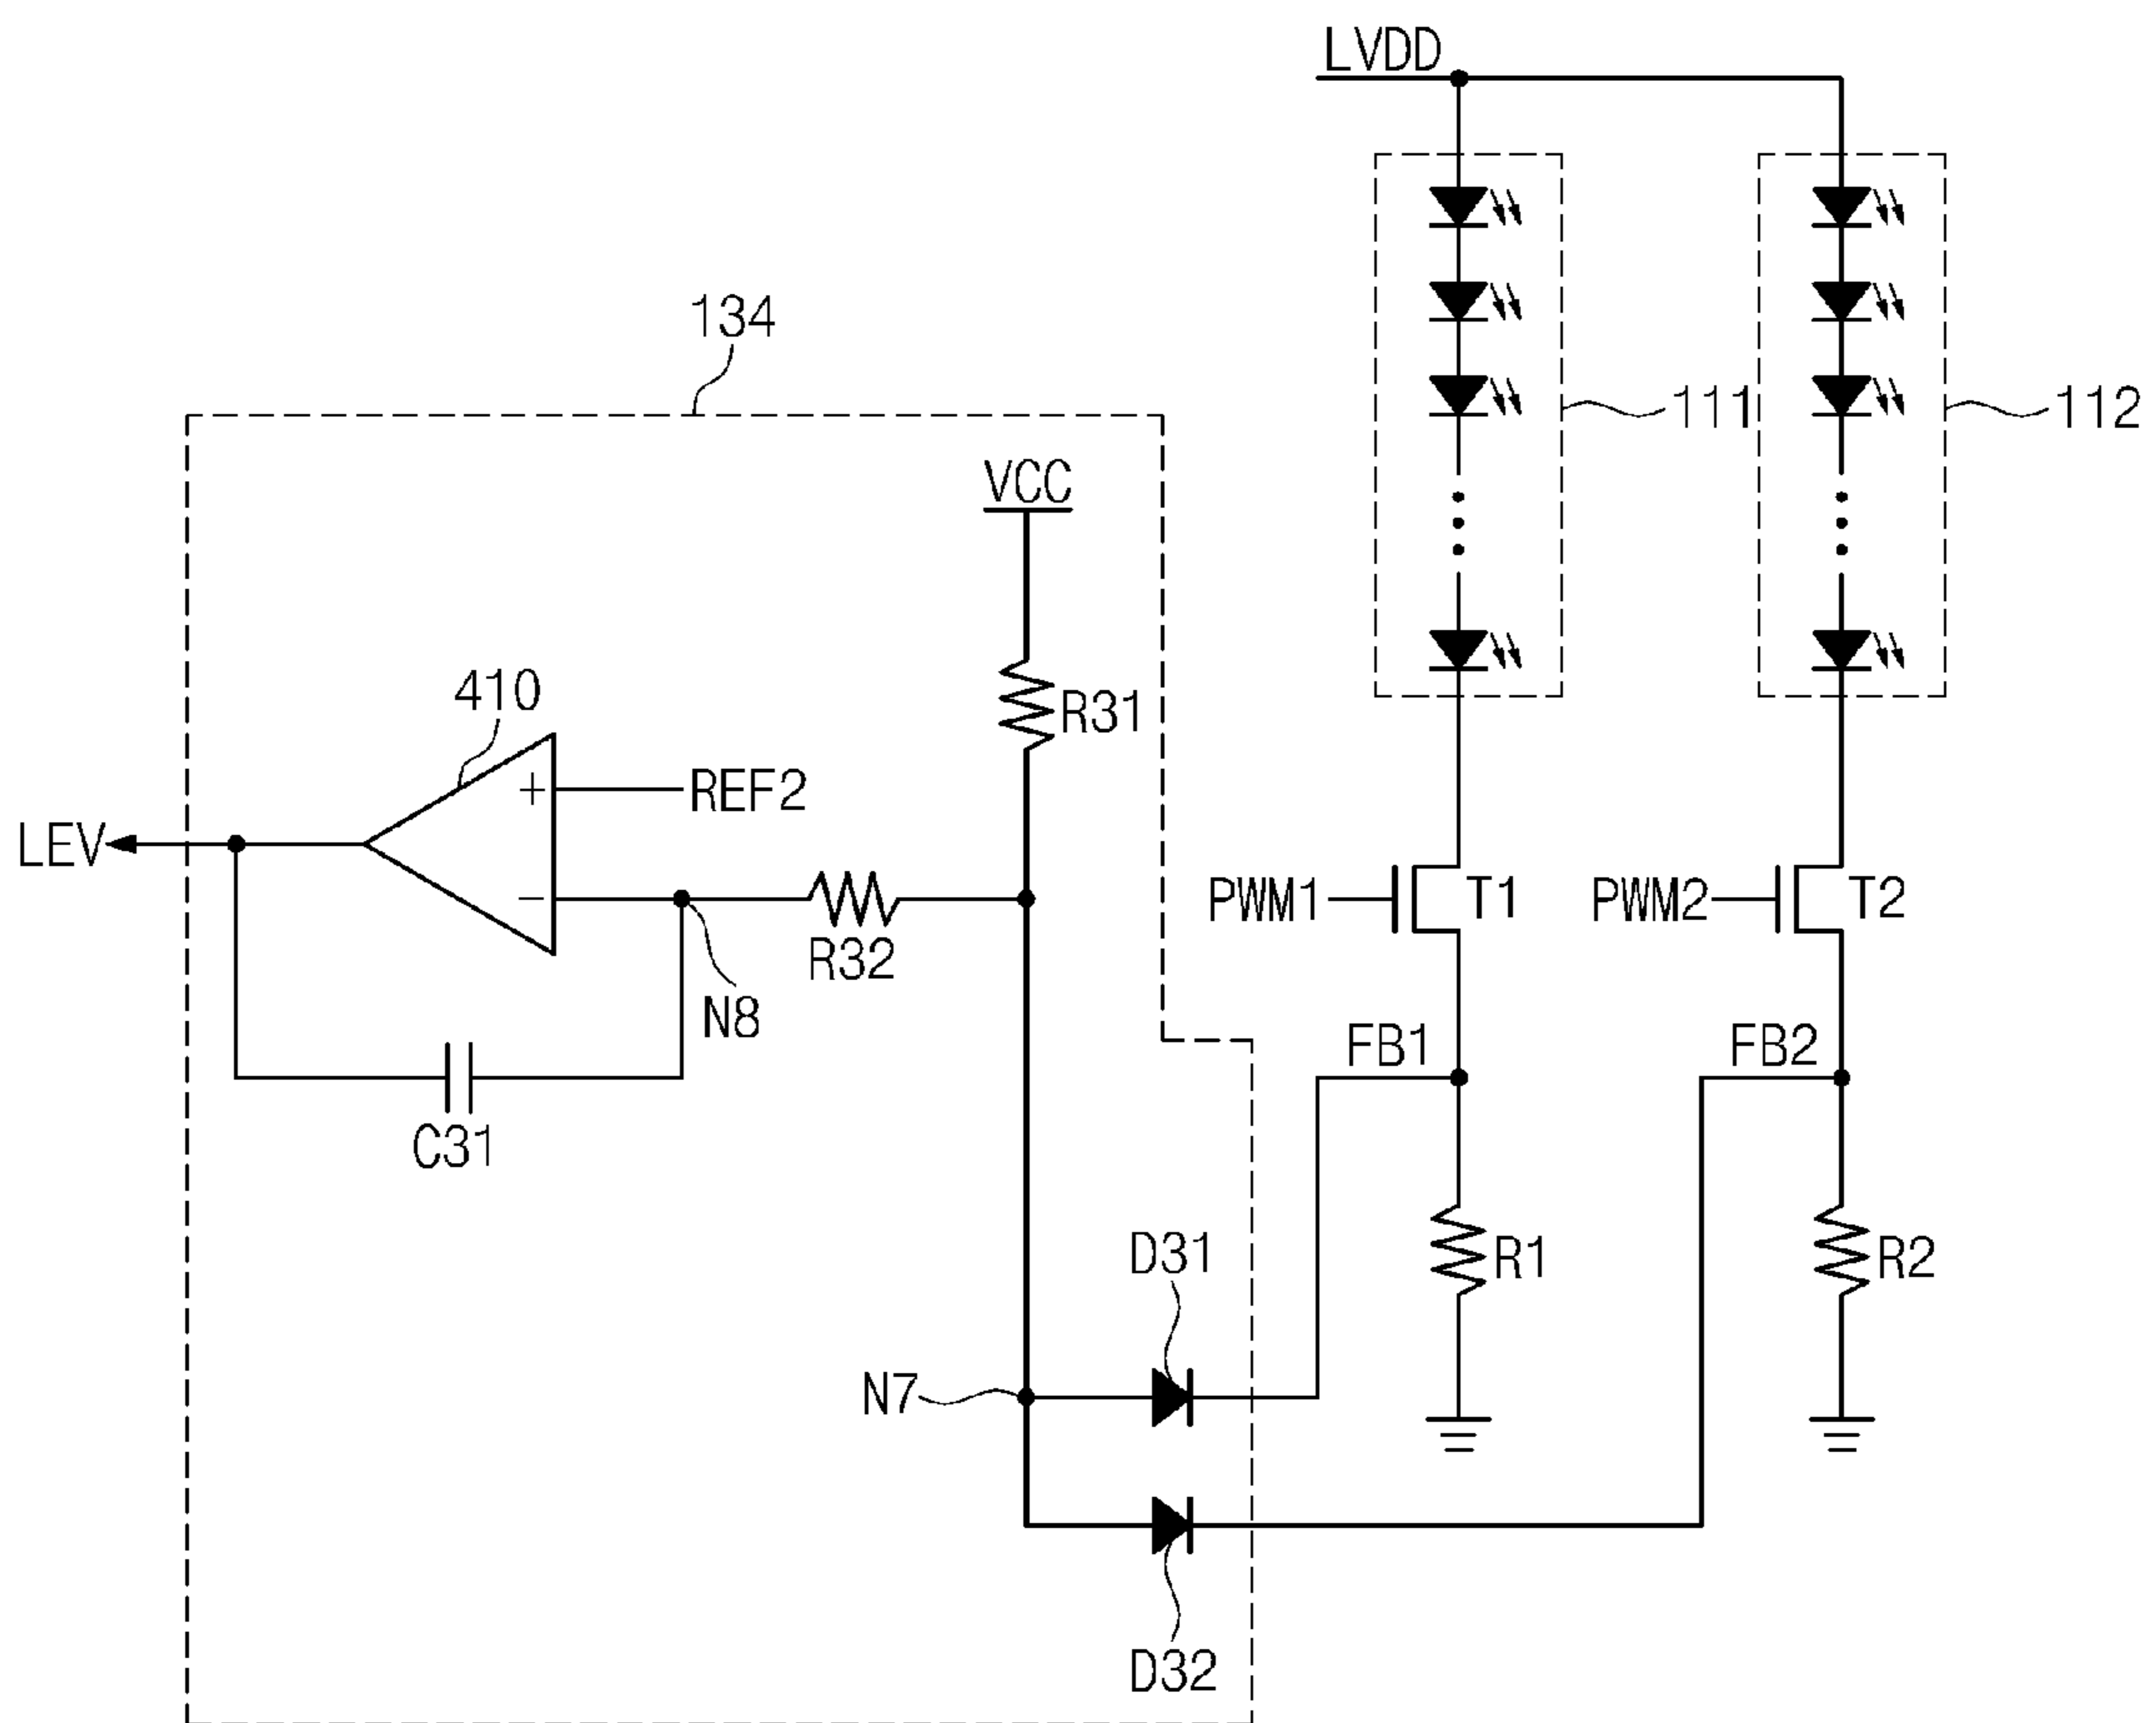 LVDD
134
111
112
VCC
410
R31
REF2
+
LEV
−
PWM1
T1
PWM2
T2
R32
N8
FB1
FB2
C31
D31
R1
R2
N7
D32